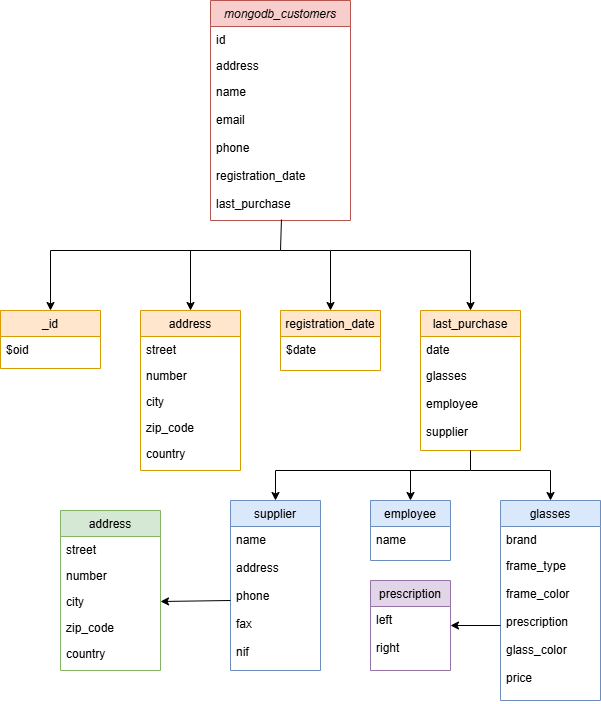 mongodb_customers
id
address
name
email
phone
registration_date
last_purchase
_id
$oid
address
street
number
city
zip_code
country
registration_date
$date
last_purchase
date
glasses
employee
supplier
address
street
number
city
zip_code
country
supplier
name
address
phone
fax
nif
employee
name
prescription
left
right
glasses
brand
frame_type
frame_color
prescription
glass_color
price